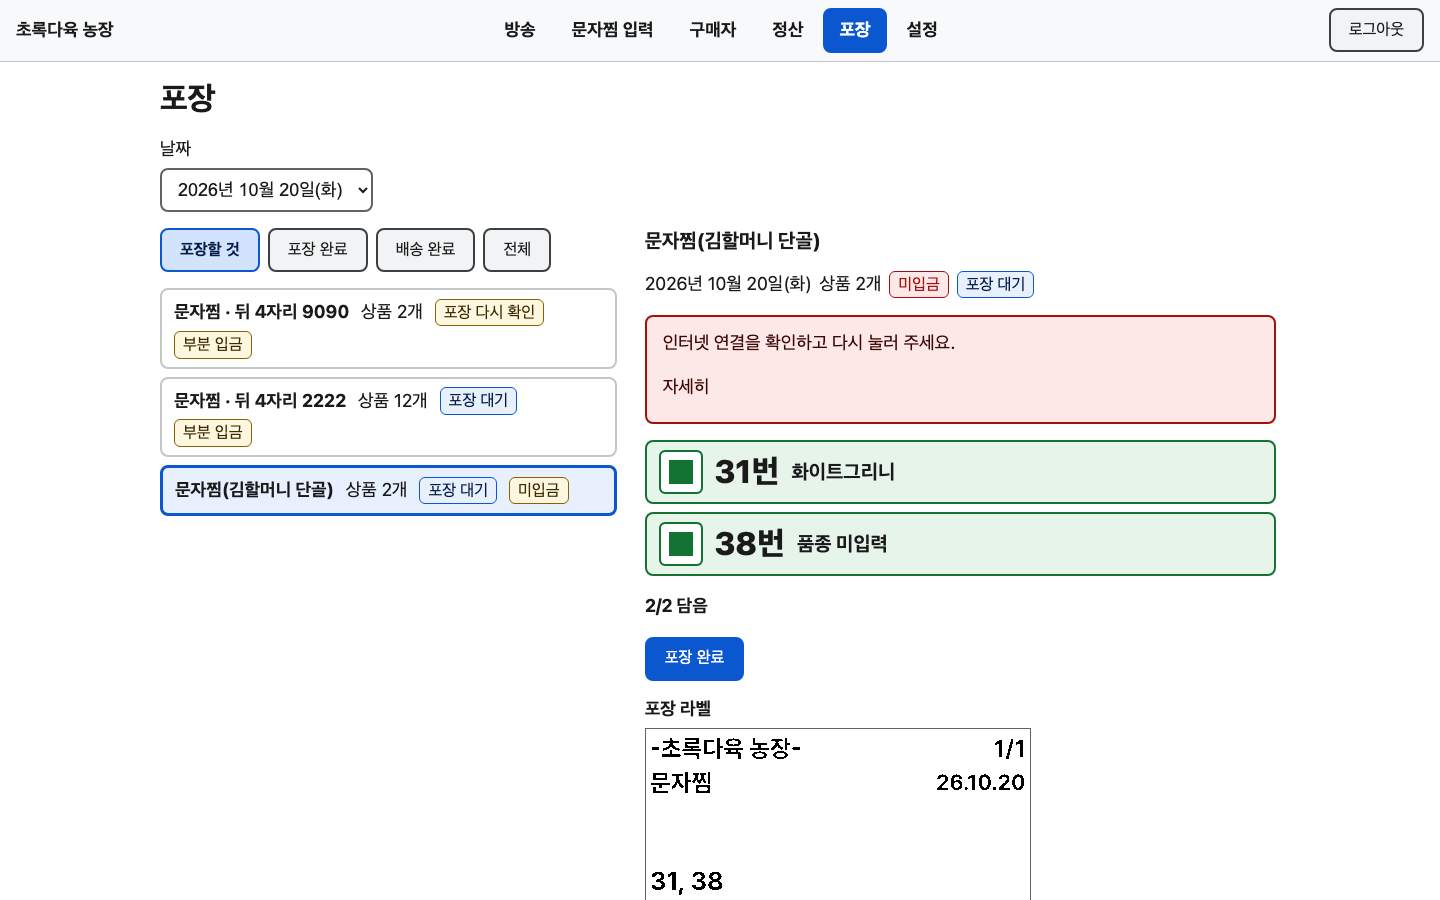 초록다육 농장
방송 문자찜 입력 구매자 정산 포장 설정
로그아웃
포장
날짜
2026년 10월 20일(화)
포장할 것 포장 완료 배송 완료 전체
문자찜 · 뒤 4자리 9090 상품 2개 포장 다시 확인
부분 입금
문자찜 · 뒤 4자리 2222 상품 12개 포장 대기
부분 입금
문자찜(김할머니 단골) 상품 2개 포장 대기 미입금
문자찜(김할머니 단골)
2026년 10월 20일(화) 상품 2개 미입금 포장 대기
인터넷 연결을 확인하고 다시 눌러 주세요.
자세히
31번 화이트그리니
38번 품종 미입력
2/2 담음
포장 완료
포장 라벨
-초록다육 농장- 1/1
문자찜 26.10.20
31, 38